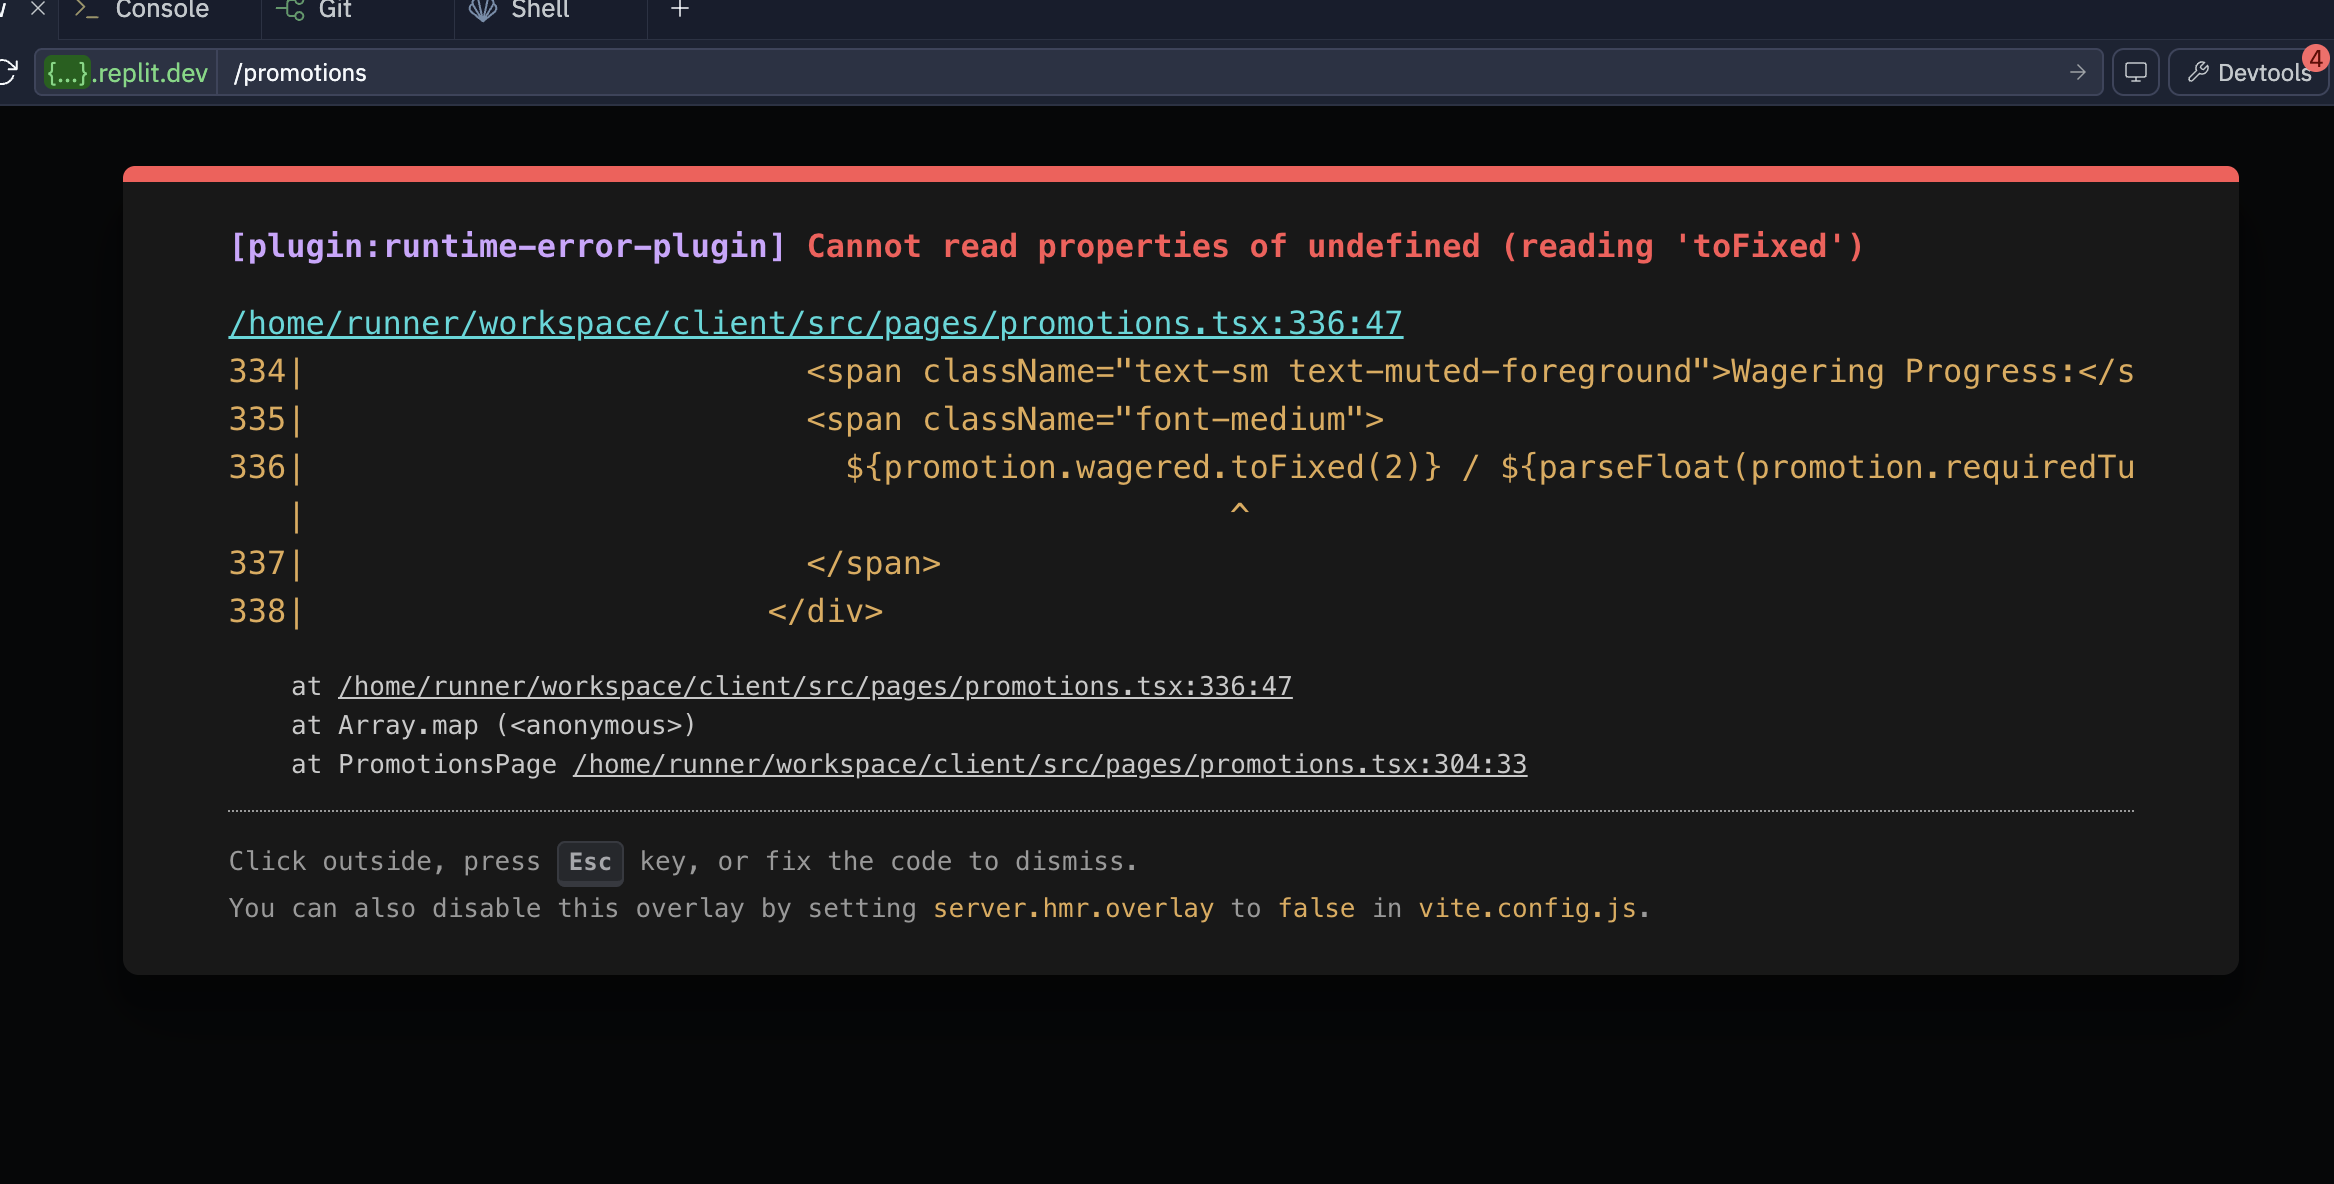 Console Git Shell +
{...}.replit.dev /promotions Devtools 4
[plugin:runtime-error-plugin] Cannot read properties of undefined (reading 'toFixed')
/home/runner/workspace/client/src/pages/promotions.tsx:336:47
334| <span className="text-sm text-muted-foreground">Wagering Progress:</s
335| <span className="font-medium">
336| ${promotion.wagered.toFixed(2)} / ${parseFloat(promotion.requiredTu
| ^
337| </span>
338| </div>
at /home/runner/workspace/client/src/pages/promotions.tsx:336:47
at Array.map (<anonymous>)
at PromotionsPage /home/runner/workspace/client/src/pages/promotions.tsx:304:33
Click outside, press Esc key, or fix the code to dismiss.
You can also disable this overlay by setting server.hmr.overlay to false in vite.config.js.